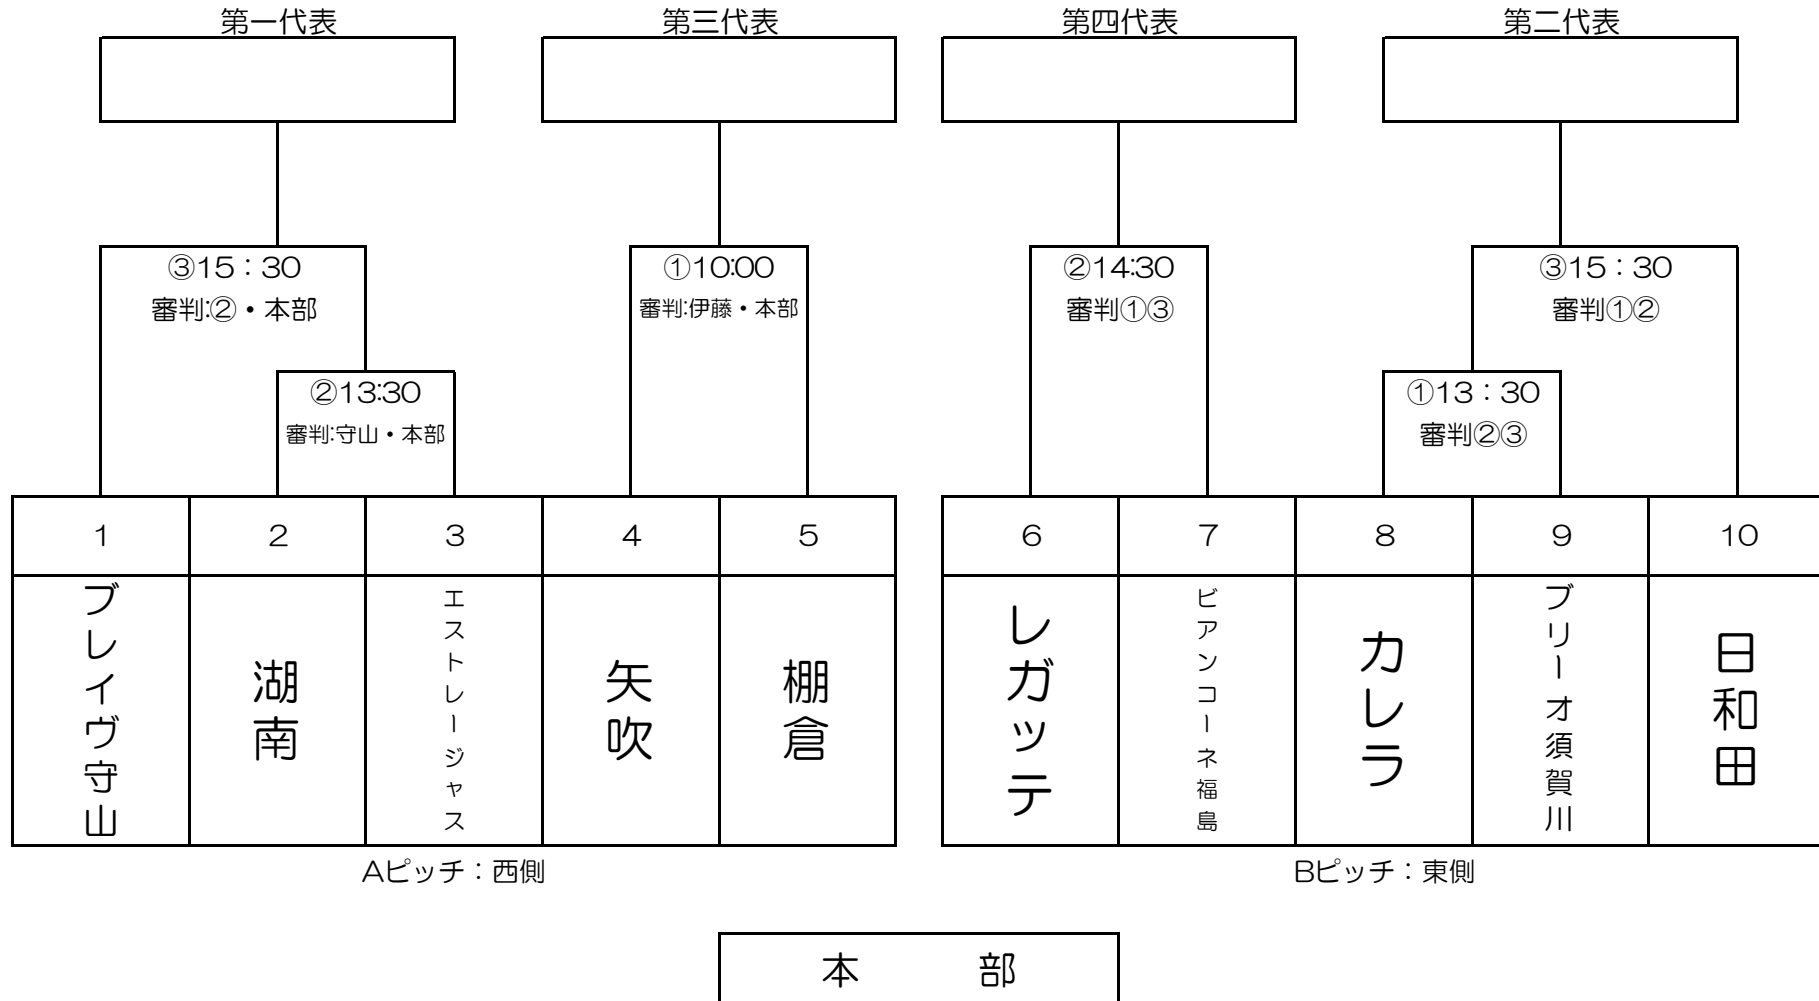 第一代表 第三代表 第四代表 第二代表
③15：30 ①10:00 ②14:30 ③15：30
審判:②・本部 審判:伊藤・本部 審判①③ 審判①②
②13:30 ①13：30
審判:守山・本部 審判②③
1 2 3 4 5 6 7 8 9 10
ブレイヴ守山
湖南
エストレージャス
矢吹
棚倉
レガッテ
ビアンコーネ福島
カレラ
ブリーオ須賀川
日和田
Aピッチ：西側 Bピッチ：東側
本 部